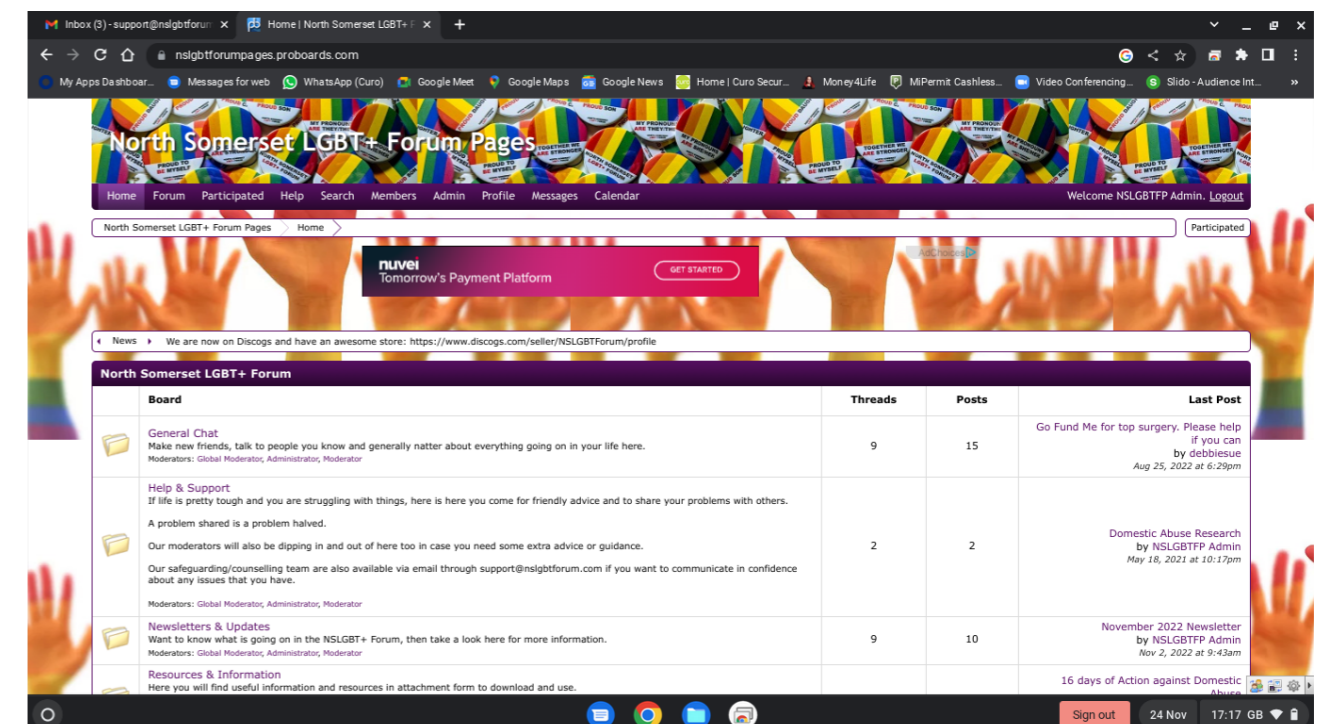 Inbox (3) - support@nslgbtforum
Home | North Somerset LGBT+ F
nslgbtforumpages.proboards.com
My Apps Dashboar...
Messages for web
WhatsApp (Curo)
Google Meet
Google Maps
Google News
Home | Curo Secur...
Money4Life
MiPermit Cashless...
Video Conferencing...
Slido - Audience Int...
»
North Somerset LGBT+ Forum Pages
MY PRONOUNS ARE THEY/THEM
TOGETHER WE ARE STRONGER
PROUD TO BE MYSELF
Home Forum Participated Help Search Members Admin Profile Messages Calendar
Welcome NSLGBTFP Admin. Logout
North Somerset LGBT+ Forum Pages Home
Participated
nuvei
Tomorrow's Payment Platform
GET STARTED
AdChoices
News We are now on Discogs and have an awesome store: https://www.discogs.com/seller/NSLGBTForum/profile
North Somerset LGBT+ Forum
Board Threads Posts Last Post
General Chat
Make new friends, talk to people you know and generally natter about everything going on in your life here.
Moderators: Global Moderator, Administrator, Moderator
9
15
Go Fund Me for top surgery. Please help
if you can
by debbiesue
Aug 25, 2022 at 6:29pm
Help & Support
If life is pretty tough and you are struggling with things, here is here you come for friendly advice and to share your problems with others.
A problem shared is a problem halved.
Our moderators will also be dipping in and out of here too in case you need some extra advice or guidance.
Our safeguarding/counselling team are also available via email through support@nslgbtforum.com if you want to communicate in confidence
about any issues that you have.
Moderators: Global Moderator, Administrator, Moderator
2
2
Domestic Abuse Research
by NSLGBTFP Admin
May 18, 2021 at 10:17pm
Newsletters & Updates
Want to know what is going on in the NSLGBT+ Forum, then take a look here for more information.
Moderators: Global Moderator, Administrator, Moderator
9
10
November 2022 Newsletter
by NSLGBTFP Admin
Nov 2, 2022 at 9:43am
Resources & Information
Here you will find useful information and resources in attachment form to download and use.
16 days of Action against Domestic
Abuse
Sign out
24 Nov
17:17 GB